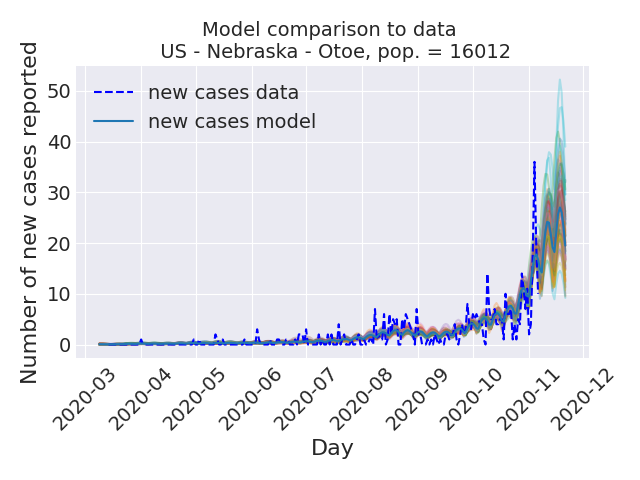 Model comparison to data
US - Nebraska - Otoe, pop. = 16012
Number of new cases reported
50
40
30
20
10
0
new cases data
new cases model
2020-03
2020-04
2020-05
2020-06
2020-07
2020-08
2020-09
2020-10
2020-11
2020-12
Day